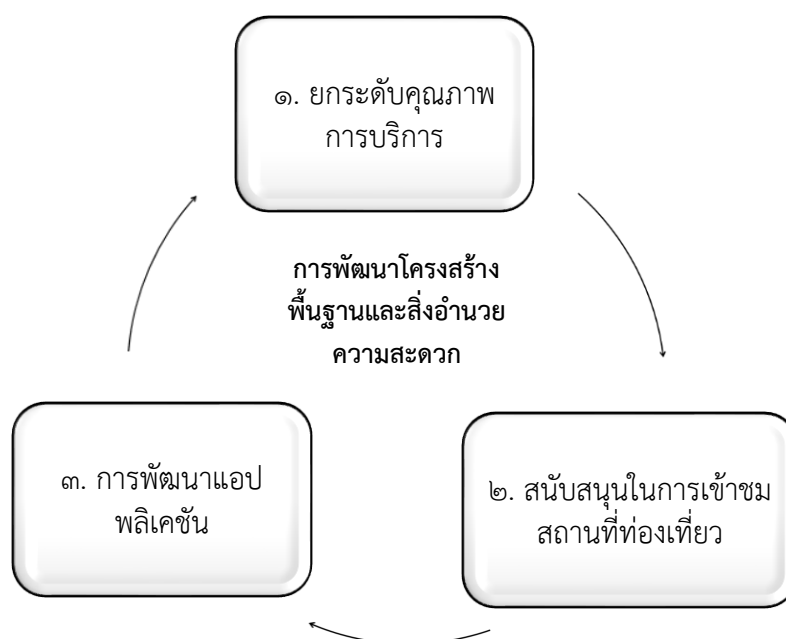 ๑. ยกระดับคุณภาพ
การบริการ
การพัฒนาโครงสร้าง
พื้นฐานและสิ่งอำนวย
ความสะดวก
๒. สนับสนุนในการเข้าชม
สถานที่ท่องเที่ยว
๓. การพัฒนาแอป
พลิเคชัน